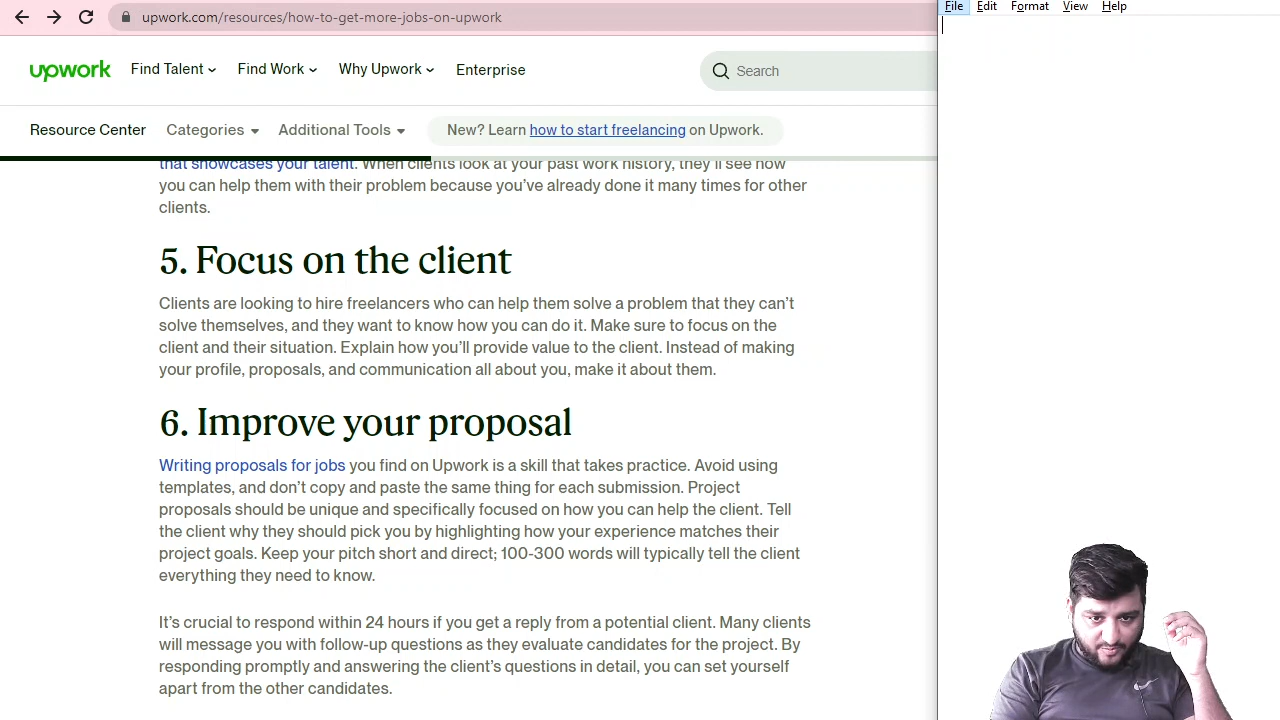 upwork.com/resources/how-to-get-more-jobs-on-upwork
File Edit Format View Help
upwork Find Talent Find Work Why Upwork Enterprise Search
Resource Center Categories Additional Tools New? Learn how to start freelancing on Upwork.
that showcases your talent. When clients look at your past work history, they'll see how
you can help them with their problem because you've already done it many times for other
clients.
5. Focus on the client
Clients are looking to hire freelancers who can help them solve a problem that they can't
solve themselves, and they want to know how you can do it. Make sure to focus on the
client and their situation. Explain how you'll provide value to the client. Instead of making
your profile, proposals, and communication all about you, make it about them.
6. Improve your proposal
Writing proposals for jobs you find on Upwork is a skill that takes practice. Avoid using
templates, and don't copy and paste the same thing for each submission. Project
proposals should be unique and specifically focused on how you can help the client. Tell
the client why they should pick you by highlighting how your experience matches their
project goals. Keep your pitch short and direct; 100-300 words will typically tell the client
everything they need to know.
It's crucial to respond within 24 hours if you get a reply from a potential client. Many clients
will message you with follow-up questions as they evaluate candidates for the project. By
responding promptly and answering the client's questions in detail, you can set yourself
apart from the other candidates.